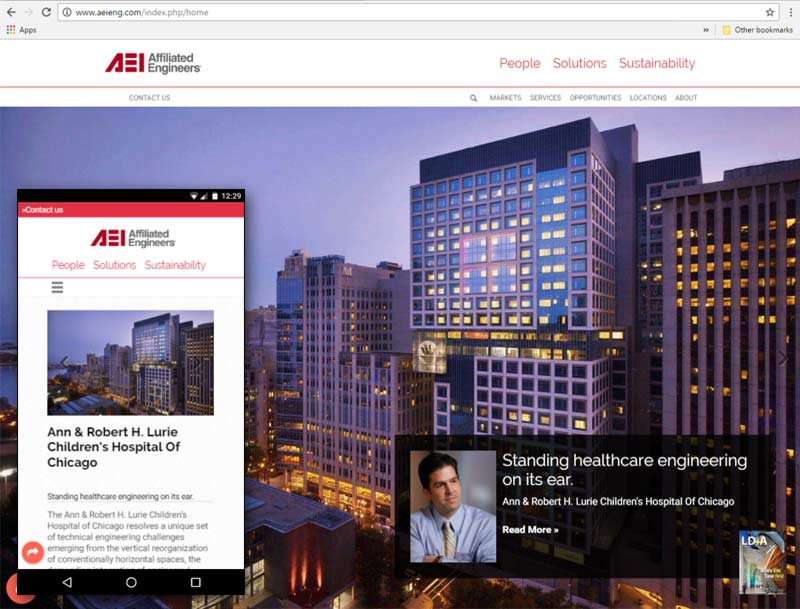 www.aeieng.com/index.php/home
Apps
»
Other bookmarks
AEI Affiliated
Engineers
People Solutions Sustainability
CONTACT US
MARKETS SERVICES OPPORTUNITIES LOCATIONS ABOUT
12:29
»Contact us
AEI Affiliated
Engineers
People Solutions Sustainability
Ann & Robert H. Lurie
Children's Hospital Of
Chicago
Standing healthcare engineering on its ear.
The Ann & Robert H. Lurie Children's
Hospital of Chicago resolves a unique set
of technical engineering challenges
emerging from the vertical reorganization
of conventionally horizontal spaces, the
Standing healthcare engineering
on its ear.
Ann & Robert H. Lurie Children's Hospital Of Chicago
Read More »
LD+A